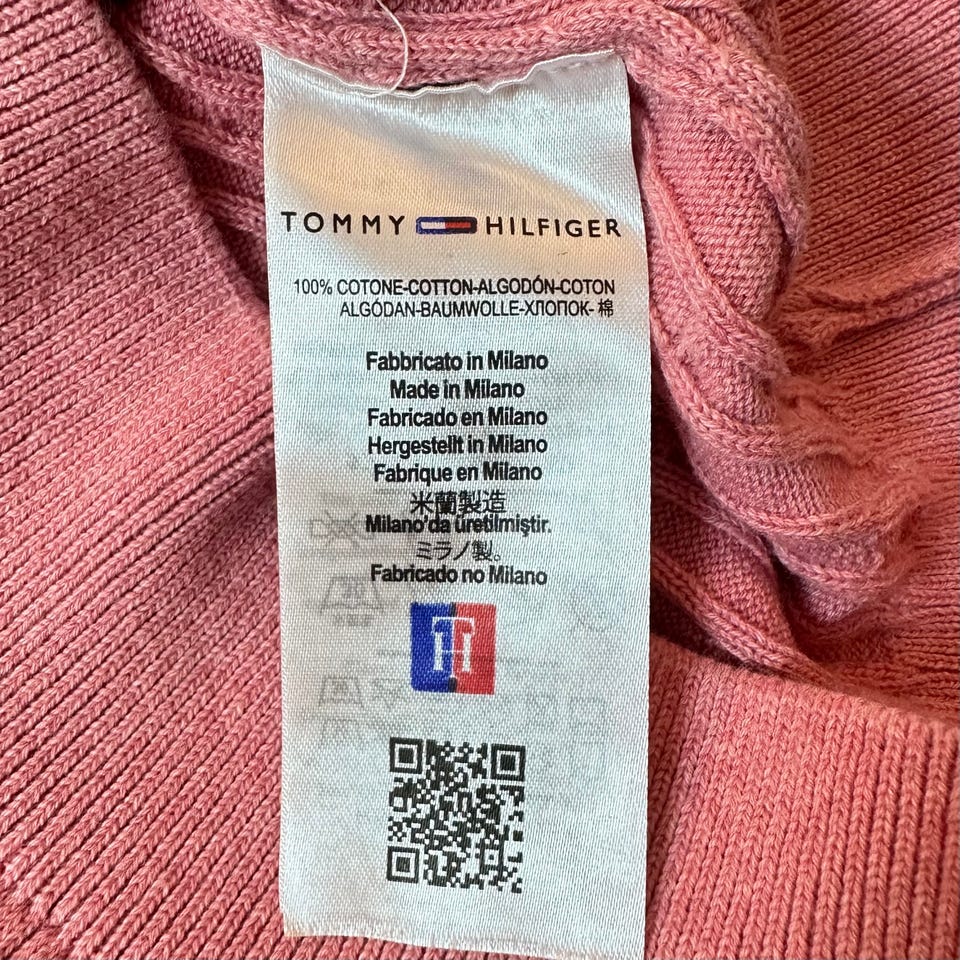 TOMMY HILFIGER
100% COTONE-COTTON-ALGODÓN-COTON
ALGÓDAN-BAUMWOLLE-ХПОПОК- 棉
Fabbricato in Milano
Made in Milano
Fabricado en Milano
Hergestellt in Milano
Fabrique en Milano
米蘭製造
Milano'da üretilmiştir.
ミラノ製。
Fabricado no Milano
TH